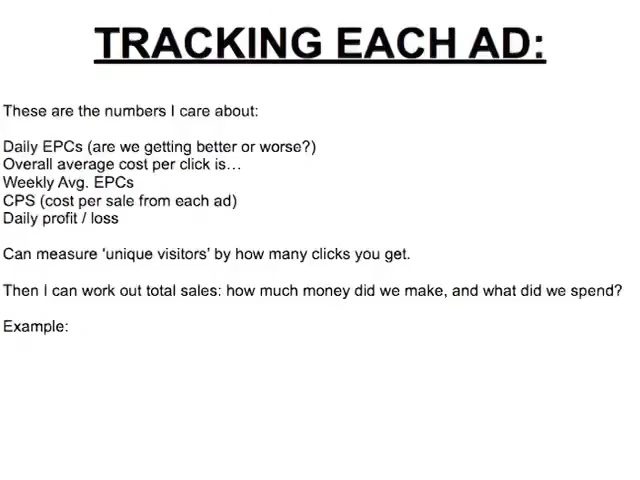 TRACKING EACH AD:
These are the numbers I care about:
Daily EPCs (are we getting better or worse?)
Overall average cost per click is…
Weekly Avg. EPCs
CPS (cost per sale from each ad)
Daily profit / loss
Can measure ‘unique visitors’ by how many clicks you get.
Then I can work out total sales: how much money did we make, and what did we spend?
Example: